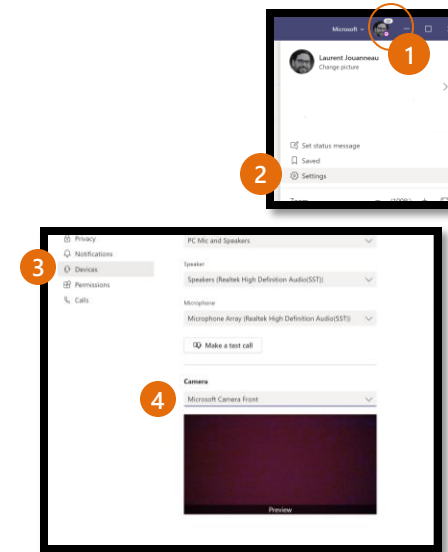 Microsoft
1
Laurent Jouanneau
Change picture
Set status message
2
Saved
Settings
Privacy
PC Mic and Speakers
Notifications
3
Devices
Speaker
Permissions
Speakers (Realtek High Definition Audio(SST))
Calls
Microphone
Microphone Array (Realtek High Definition Audio(SST))
Make a test call
Camera
4
Microsoft Camera Front
Preview